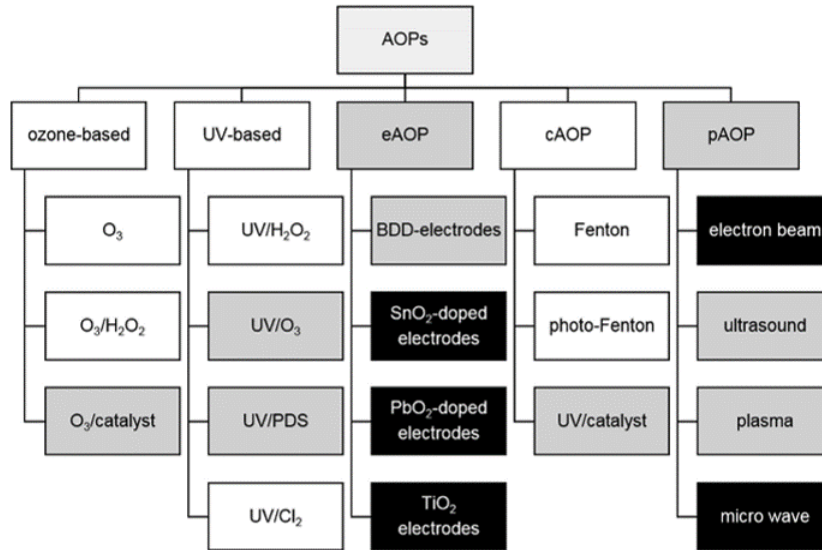 AOPs
ozone-based
UV-based
eAOP
cAOP
pAOP
O₃
UV/H₂O₂
BDD-electrodes
Fenton
electron beam
O₃/H₂O₂
UV/O₃
SnO₂-doped
electrodes
photo-Fenton
ultrasound
O₃/catalyst
UV/PDS
PbO₂-doped
electrodes
UV/catalyst
plasma
UV/Cl₂
TiO₂
electrodes
micro wave